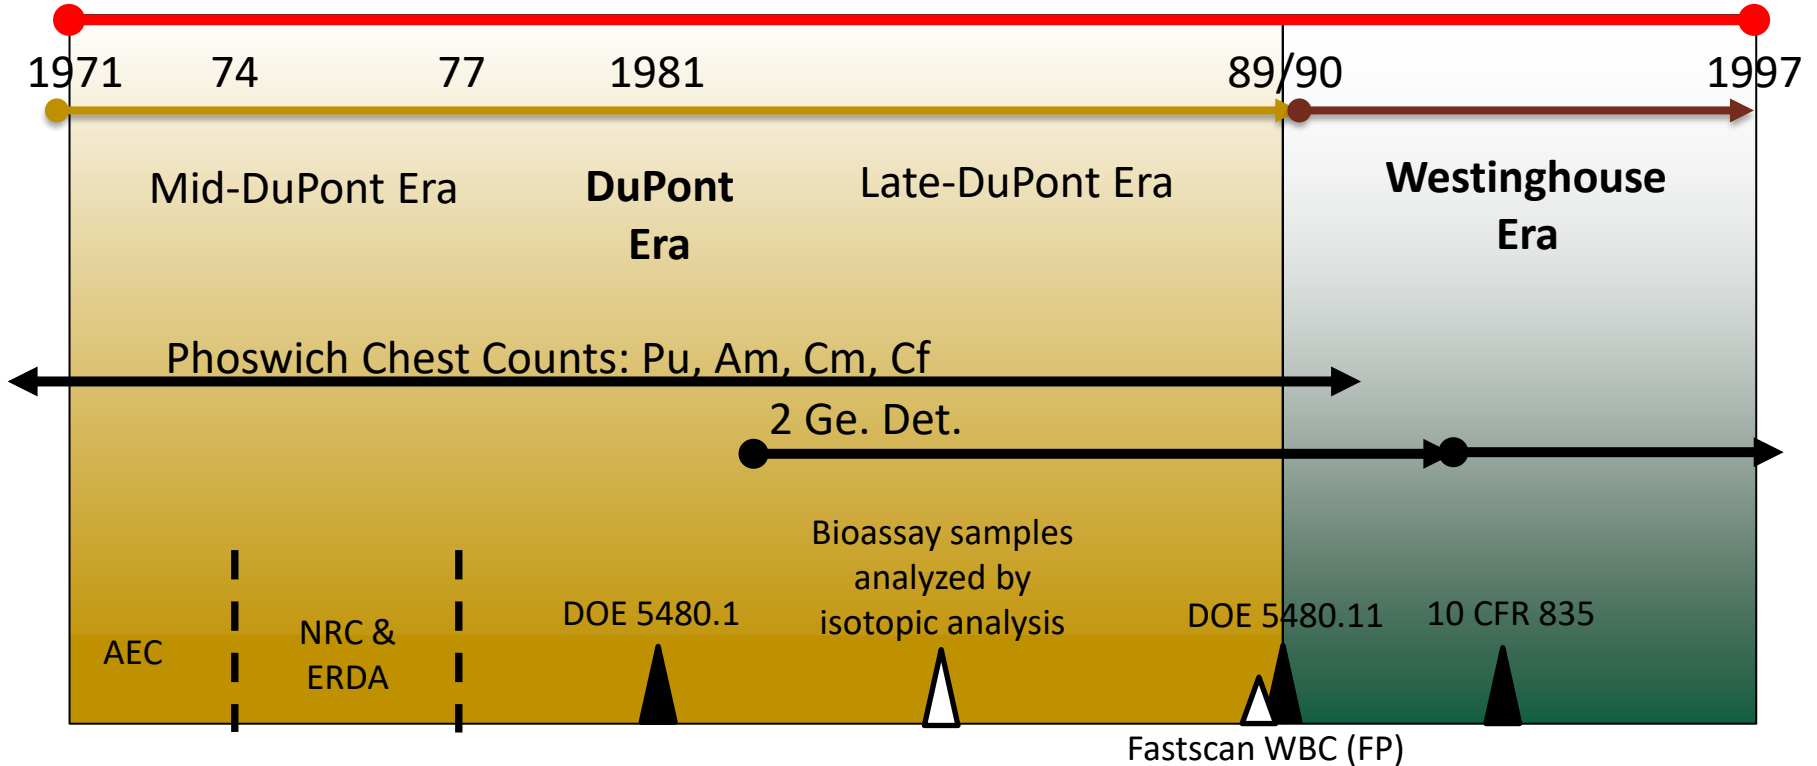 1971 74 77 1981 89/90 1997
Mid-DuPont Era
DuPont
Era
Late-DuPont Era
Westinghouse
Era
Phoswich Chest Counts: Pu, Am, Cm, Cf
2 Ge. Det.
Bioassay samples
analyzed by
isotopic analysis
AEC
NRC &
ERDA
DOE 5480.1
DOE 5480.11
10 CFR 835
Fastscan WBC (FP)